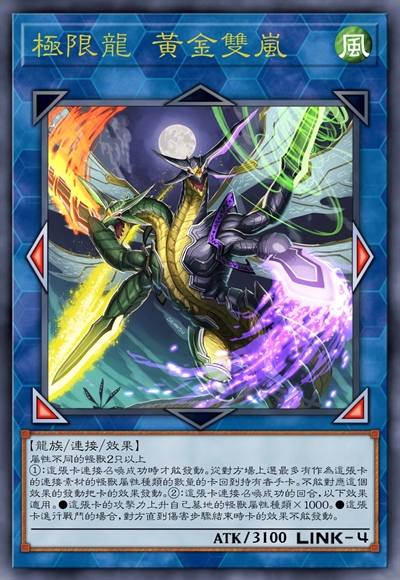 極限龍 黃金雙嵐
風
【龍族/連接/效果】
屬性不同的怪獸2只以上
①:這張卡連接召喚成功時才能發動。從對方場上選最多有作為這張卡
的連接素材的怪獸屬性種類的數量的卡回到持有者手卡。不能對應這個
效果的發動把卡的效果發動。②:這張卡連接召喚成功的回合,以下效果
適用。●這張卡的攻擊力上升自己墓地的怪獸屬性種類×1000。●這張
卡進行戰鬥的場合,對方直到傷害步驟結束時卡的效果不能發動。
ATK/3100 LINK-4